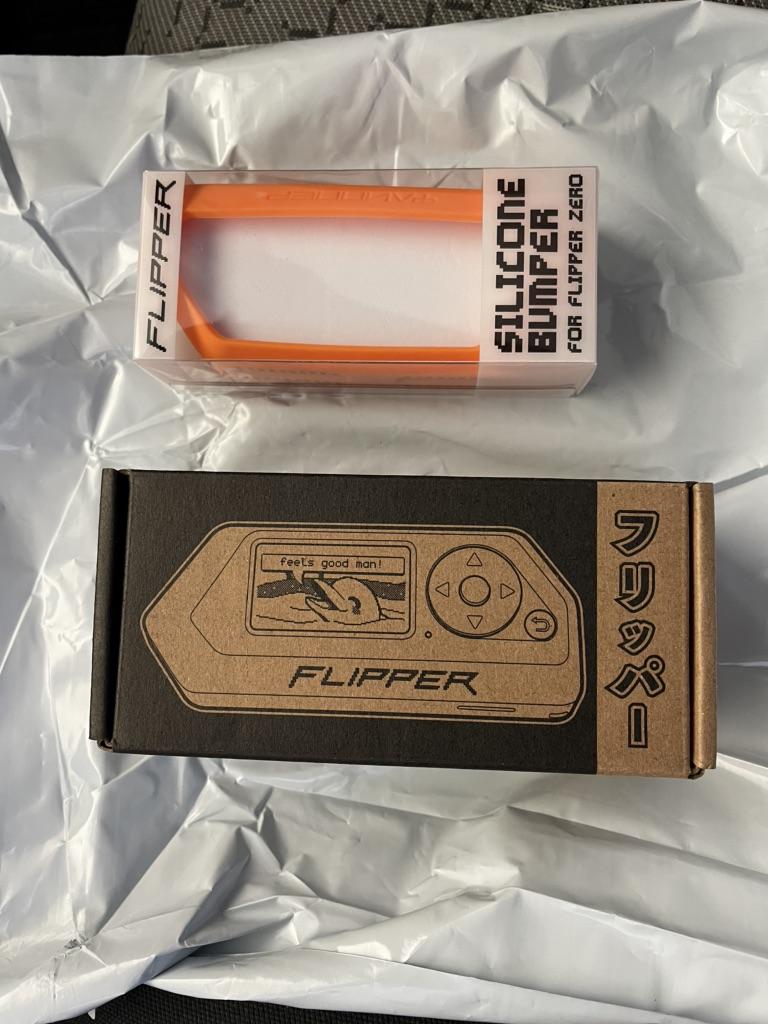 FLIPPER
SILICONE
BUMPER
FOR FLIPPER ZERO
feels good man!
FLIPPER
フリッパー